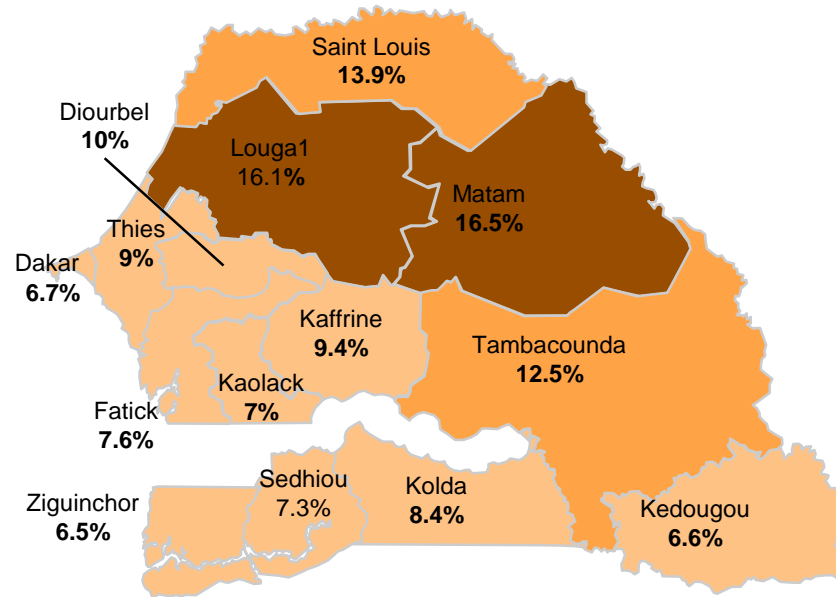 Saint Louis
13.9%
Diourbel
10%
Louga1
16.1%
Matam
16.5%
Thies
9%
Dakar
6.7%
Kaffrine
9.4%
Tambacounda
12.5%
Kaolack
7%
Fatick
7.6%
Sedhiou
7.3%
Kolda
8.4%
Ziguinchor
6.5%
Kedougou
6.6%